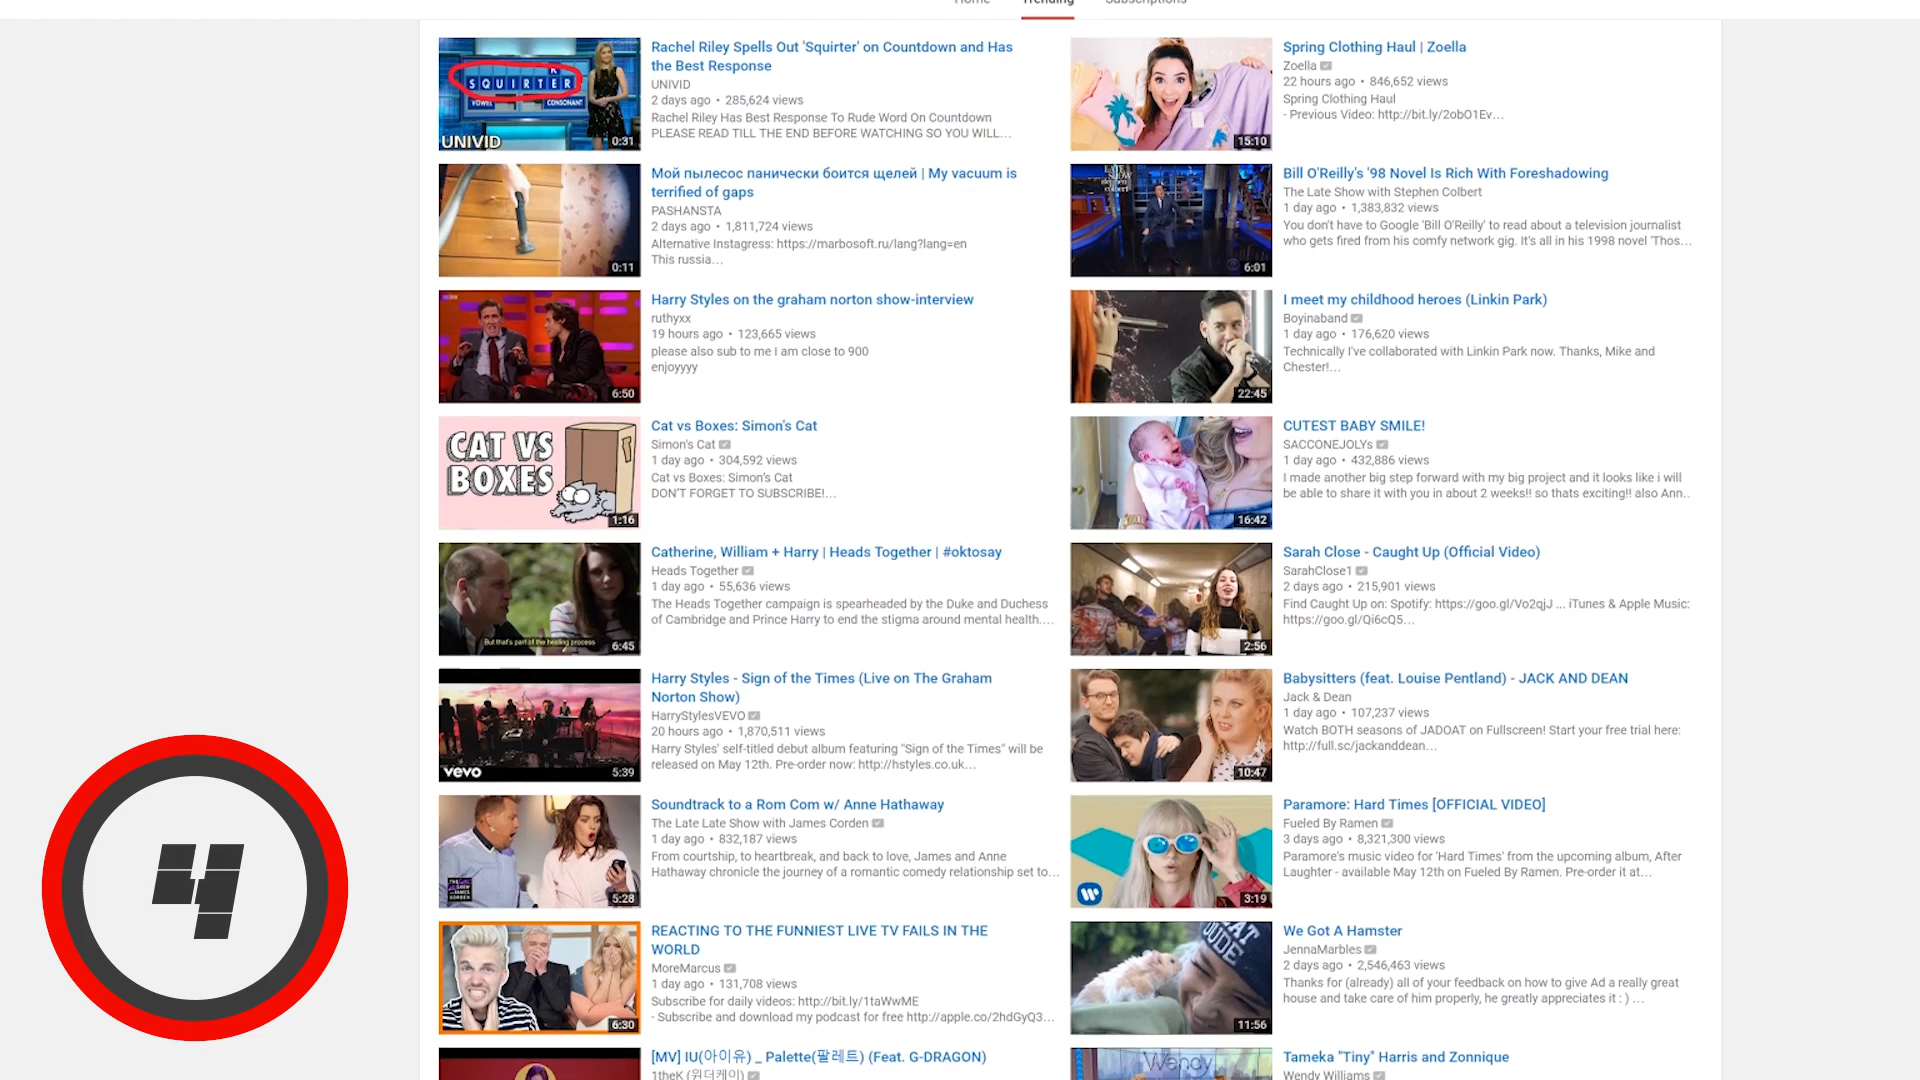 Home Trending Subscriptions
SQUIRTER
VOWEL CONSONANT
UNIVID
0:31
Rachel Riley Spells Out 'Squirter' on Countdown and Has
the Best Response
UNIVID
2 days ago • 285,624 views
Rachel Riley Has Best Response To Rude Word On Countdown
PLEASE READ TILL THE END BEFORE WATCHING SO YOU WILL...
15:10
Spring Clothing Haul | Zoella
Zoella
22 hours ago • 846,652 views
Spring Clothing Haul
- Previous Video: http://bit.ly/2obO1Ev...
0:11
Мой пылесос панически боится щелей | My vacuum is
terrified of gaps
PASHANSTA
2 days ago • 1,811,724 views
Alternative Instagress: https://marbosoft.ru/lang?lang=en
This russia...
6:01
Bill O'Reilly's '98 Novel Is Rich With Foreshadowing
The Late Show with Stephen Colbert
1 day ago • 1,383,832 views
You don't have to Google 'Bill O'Reilly' to read about a television journalist
who gets fired from his comfy network gig. It's all in his 1998 novel 'Thos...
6:50
Harry Styles on the graham norton show-interview
ruthyxx
19 hours ago • 123,665 views
please also sub to me I am close to 900
enjoyyyy
22:45
I meet my childhood heroes (Linkin Park)
Boyinaband
1 day ago • 176,620 views
Technically I've collaborated with Linkin Park now. Thanks, Mike and
Chester!...
CAT VS
BOXES
1:16
Cat vs Boxes: Simon's Cat
Simon's Cat
1 day ago • 304,592 views
Cat vs Boxes: Simon's Cat
DON'T FORGET TO SUBSCRIBE!...
16:42
CUTEST BABY SMILE!
SACCONEJOLYs
1 day ago • 432,886 views
I made another big step forward with my big project and it looks like i will
be able to share it with you in about 2 weeks!! so thats exciting!! also Ann..
But that's part of the healing process
6:45
Catherine, William + Harry | Heads Together | #oktosay
Heads Together
1 day ago • 55,636 views
The Heads Together campaign is spearheaded by the Duke and Duchess
of Cambridge and Prince Harry to end the stigma around mental health....
2:56
Sarah Close - Caught Up (Official Video)
SarahClose1
2 days ago • 215,901 views
Find Caught Up on: Spotify: https://goo.gl/Vo2qjJ ... iTunes & Apple Music:
https://goo.gl/Qi6cQ5...
vevo
5:39
Harry Styles - Sign of the Times (Live on The Graham
Norton Show)
HarryStylesVEVO
20 hours ago • 1,870,511 views
Harry Styles' self-titled debut album featuring "Sign of the Times" will be
released on May 12th. Pre-order now: http://hstyles.co.uk...
10:47
Babysitters (feat. Louise Pentland) - JACK AND DEAN
Jack & Dean
1 day ago • 107,237 views
Watch BOTH seasons of JADOAT on Fullscreen! Start your free trial here:
http://full.sc/jackanddean...
5:28
Soundtrack to a Rom Com w/ Anne Hathaway
The Late Late Show with James Corden
1 day ago • 832,187 views
From courtship, to heartbreak, and back to love, James and Anne
Hathaway chronicle the journey of a romantic comedy relationship set to...
3:19
Paramore: Hard Times [OFFICIAL VIDEO]
Fueled By Ramen
3 days ago • 8,321,300 views
Paramore's music video for 'Hard Times' from the upcoming album, After
Laughter - available May 12th on Fueled By Ramen. Pre-order it at...
4
6:30
REACTING TO THE FUNNIEST LIVE TV FAILS IN THE
WORLD
MoreMarcus
1 day ago • 131,708 views
Subscribe for daily videos: http://bit.ly/1taWwME
- Subscribe and download my podcast for free http://apple.co/2hdGyQ3...
11:56
We Got A Hamster
JennaMarbles
2 days ago • 2,546,463 views
Thanks for (already) all of your feedback on how to give Ad a really great
house and take care of him properly, he greatly appreciates it : ) ...
[MV] IU(아이유) _ Palette(팔레트) (Feat. G-DRAGON)
1theK (원더케이)
Wendy
Tameka "Tiny" Harris and Zonnique
Wendy Williams